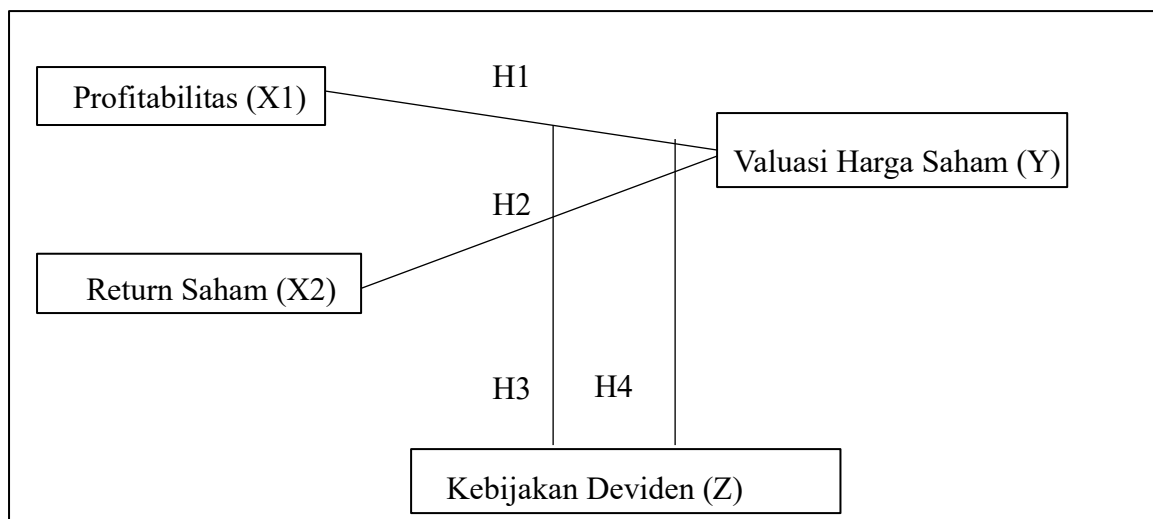 H1
Profitabilitas (X1)
Valuasi Harga Saham (Y)
H2
Return Saham (X2)
H3
H4
Kebijakan Deviden (Z)